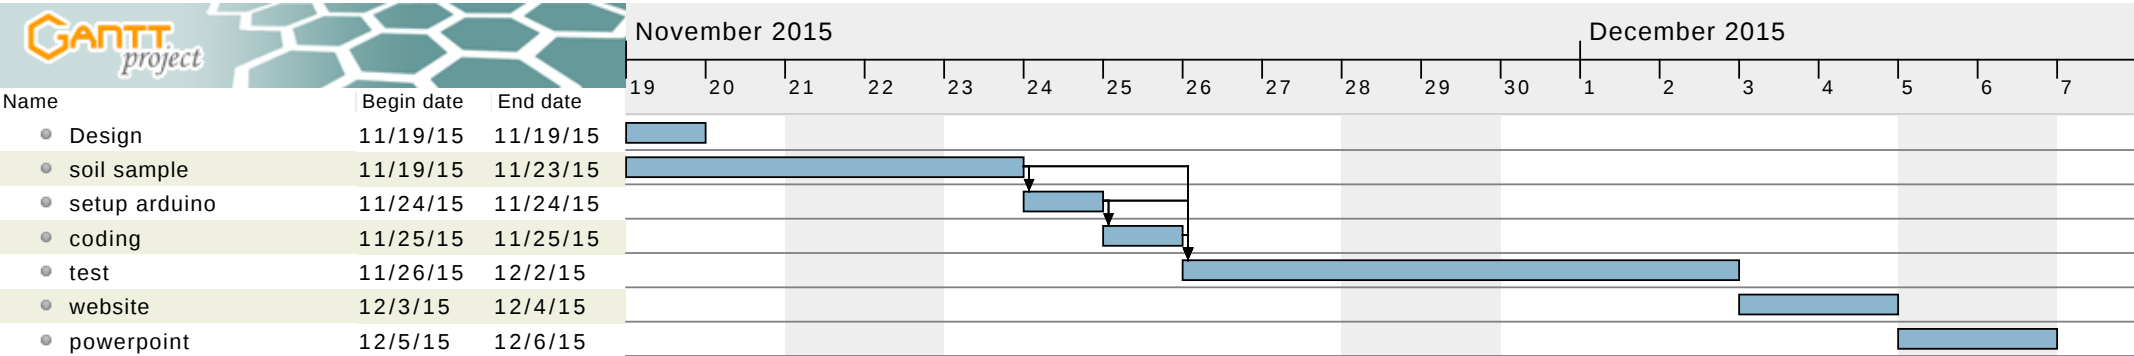 GANTT
project
November 2015
December 2015
19 20 21 22 23 24 25 26 27 28 29 30 1 2 3 4 5 6 7
Name Begin date End date
Design 11/19/15 11/19/15
soil sample 11/19/15 11/23/15
setup arduino 11/24/15 11/24/15
coding 11/25/15 11/25/15
test 11/26/15 12/2/15
website 12/3/15 12/4/15
powerpoint 12/5/15 12/6/15